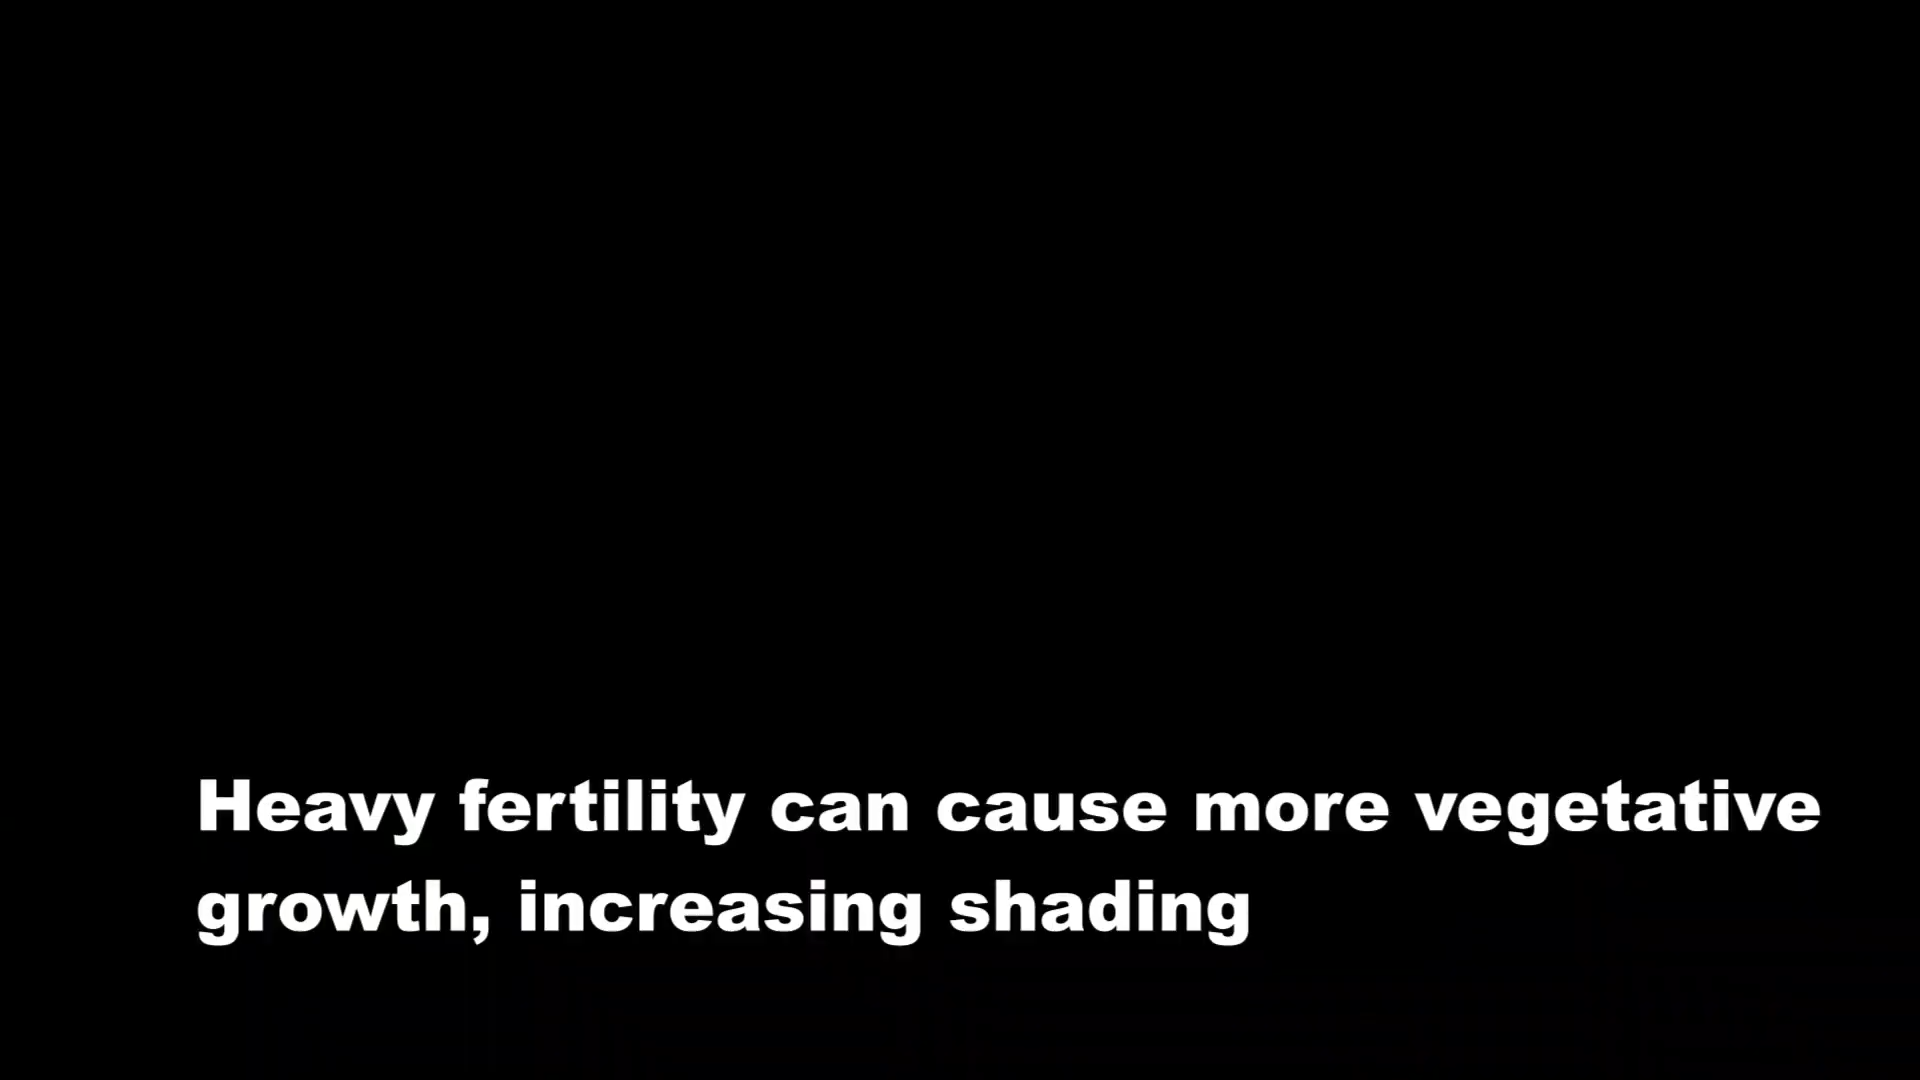 Heavy fertility can cause more vegetative
growth, increasing shading